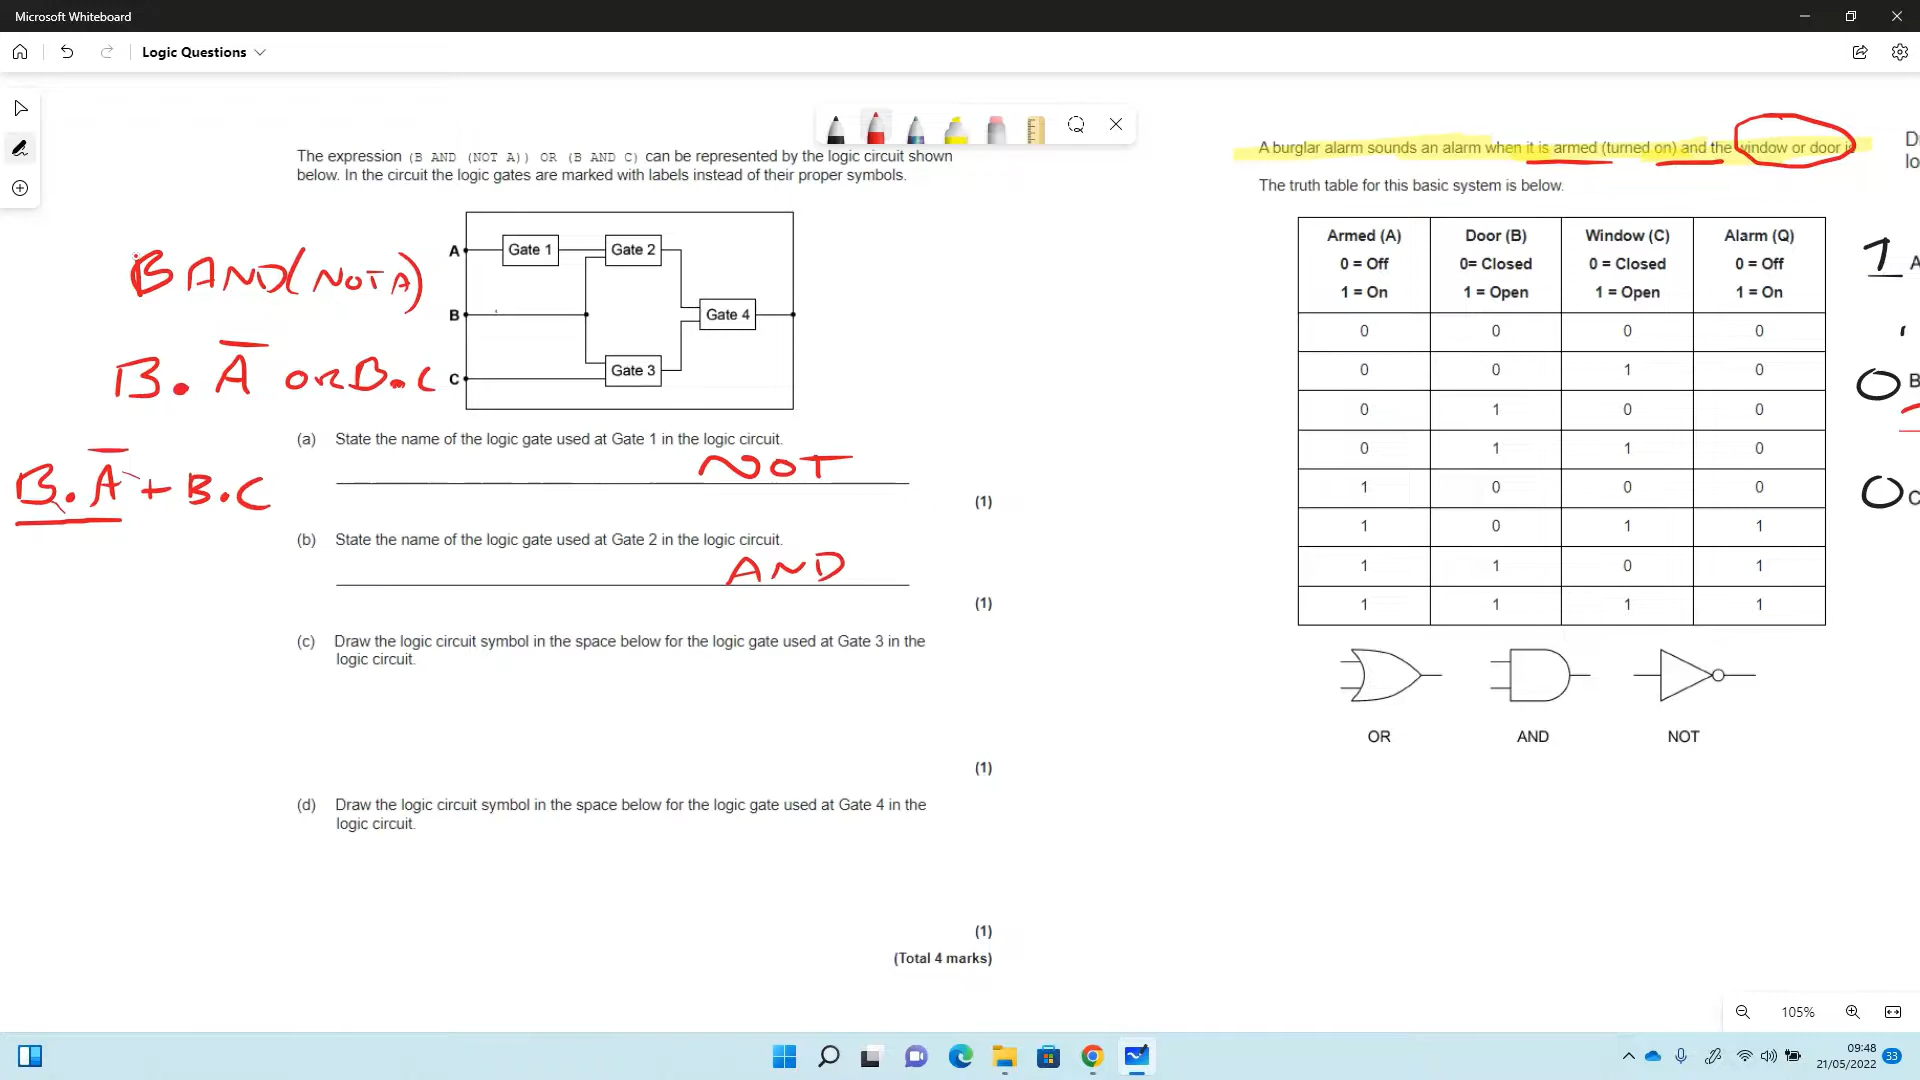 Microsoft Whiteboard
Logic Questions
The expression (B AND (NOT A)) OR (B AND C) can be represented by the logic circuit shown
below. In the circuit the logic gates are marked with labels instead of their proper symbols.
A
Gate 1
Gate 2
B
Gate 4
C
Gate 3
B AND (NOT A)
B . A̅ OR B . C
B . A̅ + B . C
(a) State the name of the logic gate used at Gate 1 in the logic circuit.
NOT
(1)
(b) State the name of the logic gate used at Gate 2 in the logic circuit.
AND
(1)
(c) Draw the logic circuit symbol in the space below for the logic gate used at Gate 3 in the
logic circuit.
(1)
(d) Draw the logic circuit symbol in the space below for the logic gate used at Gate 4 in the
logic circuit.
(1)
(Total 4 marks)
A burglar alarm sounds an alarm when it is armed (turned on) and the window or door
The truth table for this basic system is below.
Armed (A) Door (B) Window (C) Alarm (Q)
0 = Off 0= Closed 0 = Closed 0 = Off
1 = On 1 = Open 1 = Open 1 = On
0 0 0 0
0 0 1 0
0 1 0 0
0 1 1 0
1 0 0 0
1 0 1 1
1 1 0 1
1 1 1 1
OR AND NOT
1 A
0 B
0 C
105%
09:48
21/05/2022
33